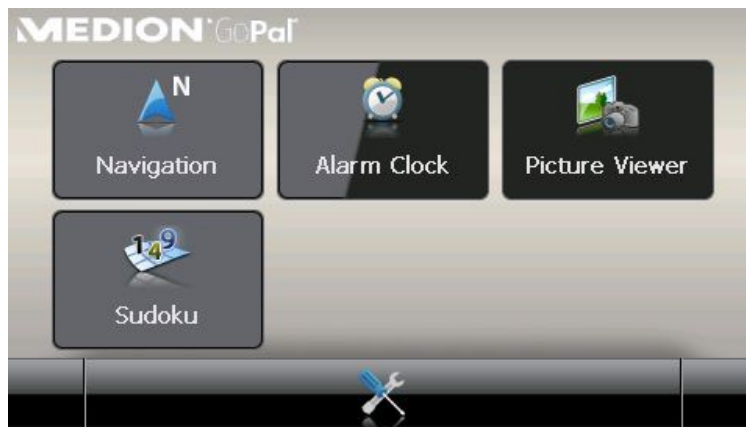 MEDION GoPal
N
Navigation
Alarm Clock
Picture Viewer
149
Sudoku